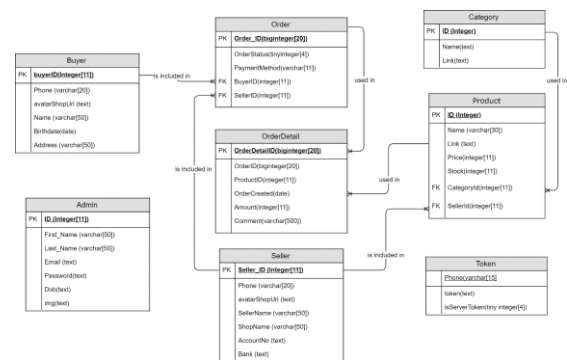 Order
PK Order_ID(biginteger[20])
OrderStatus(tinyinteger[4])
PaymentMethod(varchar[11])
FK BuyerID(integer[11])
FK SellerID(integer[11])
Category
PK ID (Integer)
Name(text)
Link(text)
Buyer
PK buyerID(Integer[11])
Phone (varchar[20])
avatarShopUrl (text)
Name (varchar[50])
Birthdate(date)
Address (varchar[50])
is included in
used in
used in
Product
PK ID (Integer)
Name (varchar[30])
Link (text)
Price(integer[11])
Stock(integer[11])
FK CategoryId(integer[11])
FK SellerId(integer[11])
OrderDetail
PK OrderDetailID(biginteger[20])
OrderID(biginteger[20])
ProductID(integer[11])
OrderCreated(date)
Amount(integer[11])
Comment(varchar[500])
is included in
used in
Admin
PK ID (Integer[11])
First_Name (varchar[50])
Last_Name (varchar[50])
Email (text)
Password(text)
Dob(text)
img(text)
Seller
PK Seller_ID (Integer[11])
Phone (varchar[20])
avatarShopUrl (text)
SellerName (varchar[50])
ShopName (varchar[50])
AccountNo (text)
Bank (text)
is included in
Token
Phone(varchar[15]
token(text)
isServerToken(tiny integer[4])